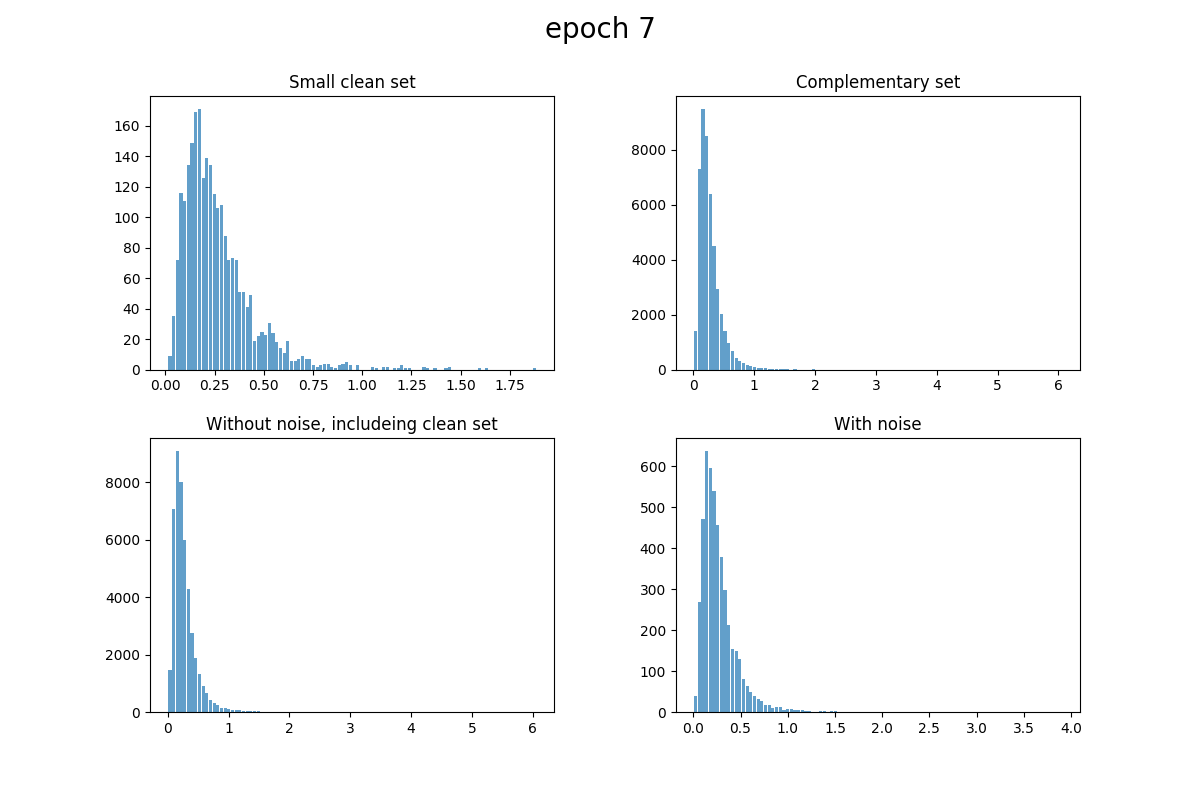 epoch 7
Small clean set
160
140
120
100
80
60
40
20
0
0.00 0.25 0.50 0.75 1.00 1.25 1.50 1.75
Complementary set
8000
6000
4000
2000
0
0 1 2 3 4 5 6
Without noise, includeing clean set
8000
6000
4000
2000
0
0 1 2 3 4 5 6
With noise
600
500
400
300
200
100
0
0.0 0.5 1.0 1.5 2.0 2.5 3.0 3.5 4.0